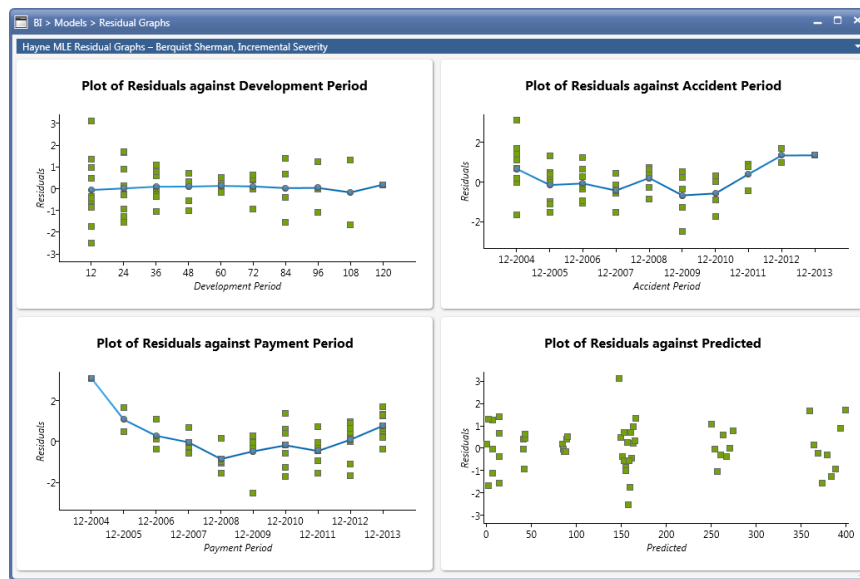 BI > Models > Residual Graphs
Hayne MLE Residual Graphs – Berquist Sherman, Incremental Severity
Plot of Residuals against Development Period
Residuals
3
2
1
0
-1
-2
-3
12 24 36 48 60 72 84 96 108 120
Development Period
Plot of Residuals against Accident Period
Residuals
2
0
-2
12-2004 12-2006 12-2008 12-2010 12-2012
12-2005 12-2007 12-2009 12-2011 12-2013
Accident Period
Plot of Residuals against Payment Period
Residuals
2
0
-2
12-2004 12-2006 12-2008 12-2010 12-2012
12-2005 12-2007 12-2009 12-2011 12-2013
Payment Period
Plot of Residuals against Predicted
Residuals
3
2
1
0
-1
-2
-3
0 50 100 150 200 250 300 350 400
Predicted